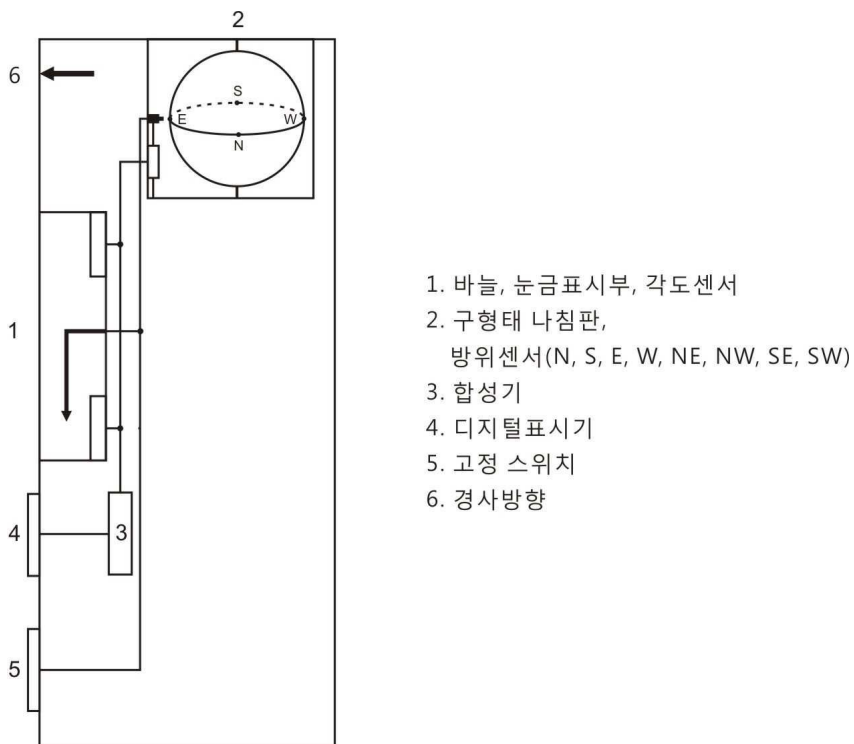 2
6
S
E
W
N
1
4
3
5
1. 바늘, 눈금표시부, 각도센서
2. 구형태 나침판,
방위센서(N, S, E, W, NE, NW, SE, SW)
3. 합성기
4. 디지털표시기
5. 고정 스위치
6. 경사방향